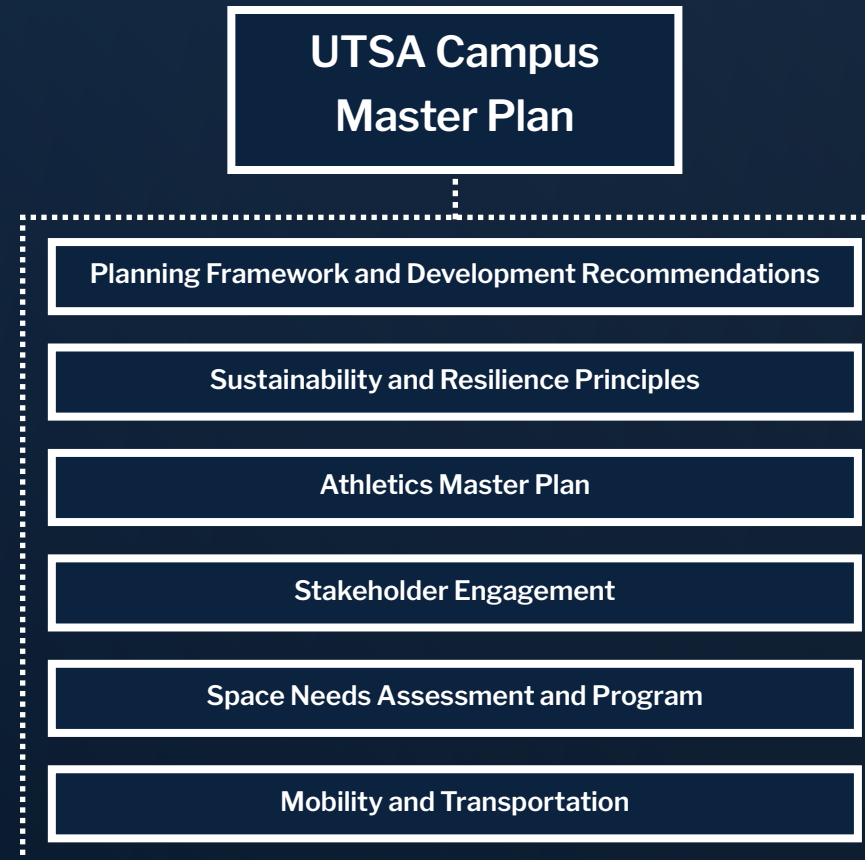 UTSA Campus
Master Plan
Planning Framework and Development Recommendations
Sustainability and Resilience Principles
Athletics Master Plan
Stakeholder Engagement
Space Needs Assessment and Program
Mobility and Transportation